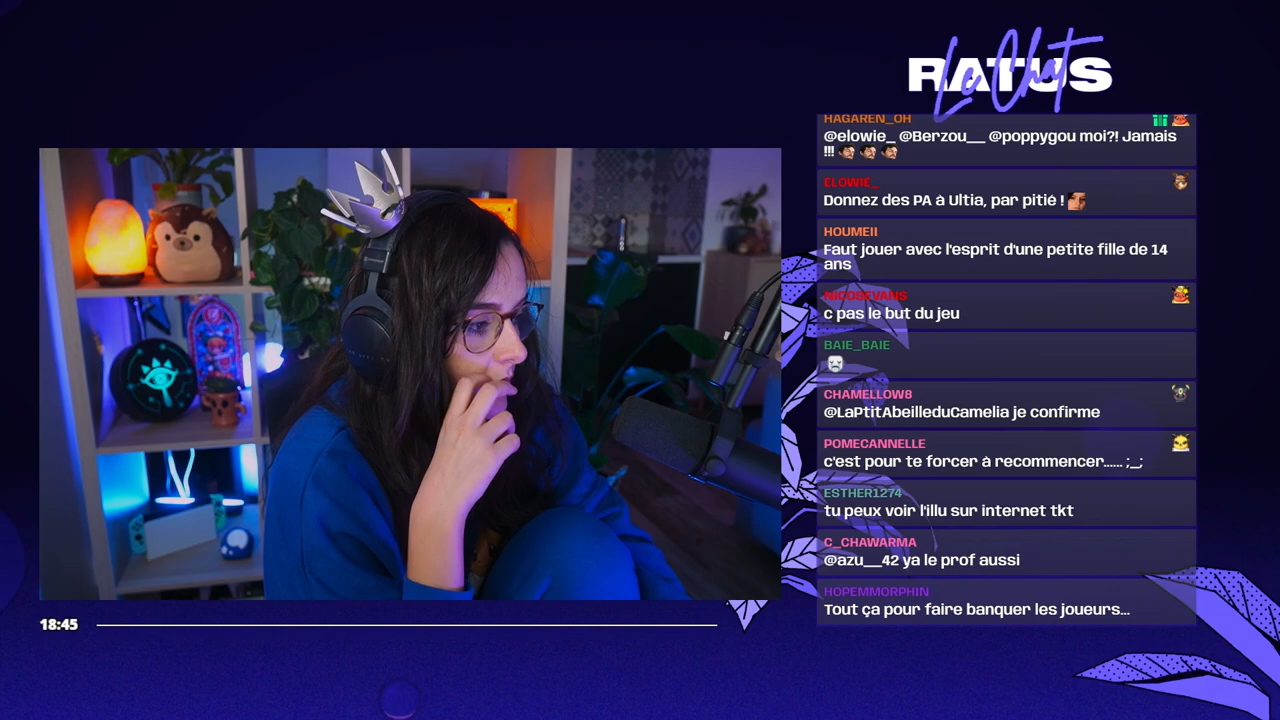 RATUS
Le Chat
HAGAREN_OH
@elowie_ @Berzou__ @poppygou moi?! Jamais
!!!
ELOWIE_
Donnez des PA à Ultia, par pitié !
HOUMEII
Faut jouer avec l'esprit d'une petite fille de 14
ans
NICOSEVANS
c pas le but du jeu
BAIE_BAIE
CHAMELLOW8
@LaPtitAbeilleduCamelia je confirme
POMECANNELLE
c'est pour te forcer à recommencer...... ;_;
ESTHER1274
tu peux voir l'illu sur internet tkt
C_CHAWARMA
@azu__42 ya le prof aussi
HOPEMMORPHIN
Tout ça pour faire banquer les joueurs...
18:45